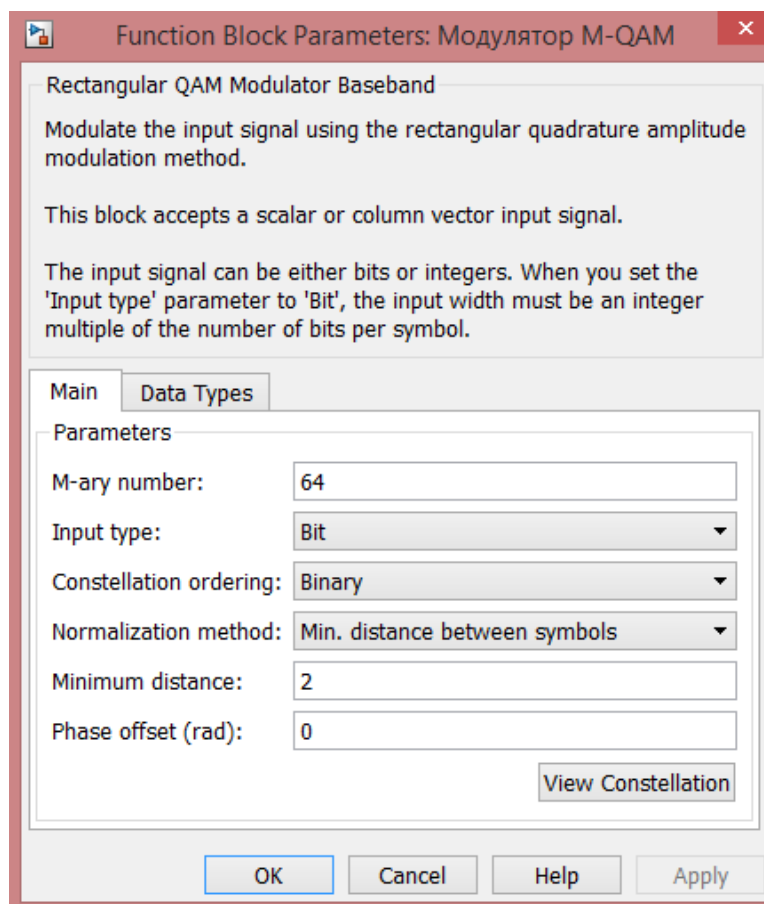 Function Block Parameters: Модулятор M-QAM
Rectangular QAM Modulator Baseband
Modulate the input signal using the rectangular quadrature amplitude
modulation method.
This block accepts a scalar or column vector input signal.
The input signal can be either bits or integers. When you set the
'Input type' parameter to 'Bit', the input width must be an integer
multiple of the number of bits per symbol.
Main Data Types
Parameters
M-ary number: 64
Input type: Bit
Constellation ordering: Binary
Normalization method: Min. distance between symbols
Minimum distance: 2
Phase offset (rad): 0
View Constellation
OK Cancel Help Apply